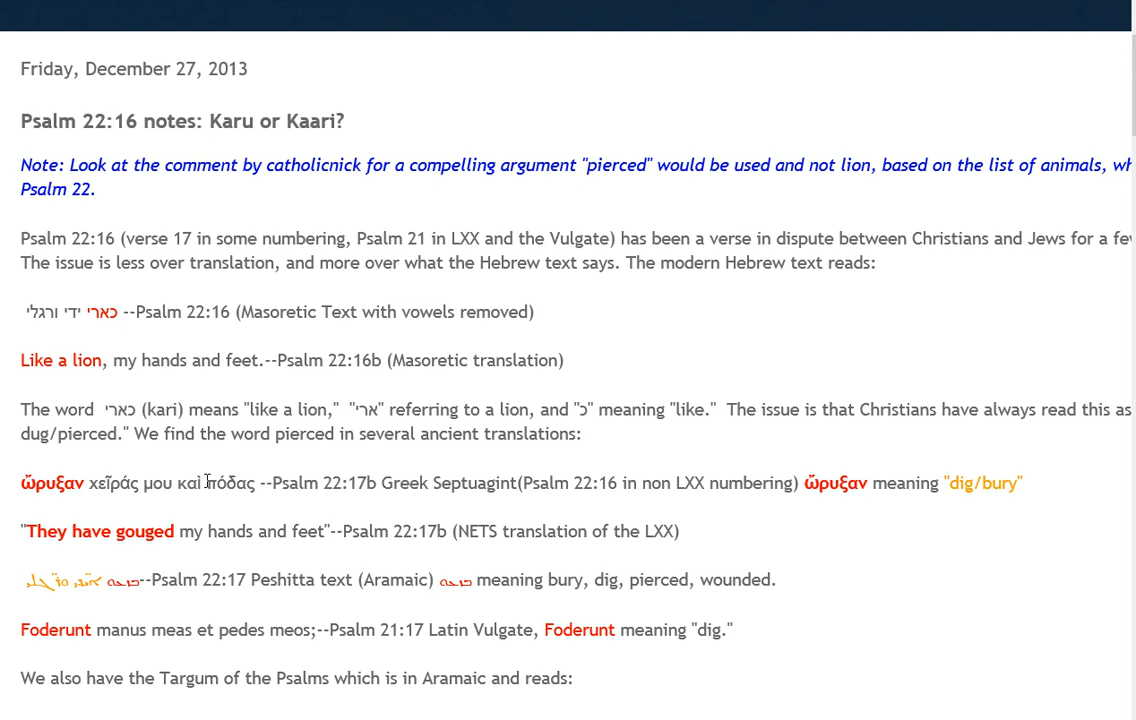 Friday, December 27, 2013
Psalm 22:16 notes: Karu or Kaari?
Note: Look at the comment by catholicnick for a compelling argument "pierced" would be used and not lion, based on the list of animals, wh
Psalm 22.
Psalm 22:16 (verse 17 in some numbering, Psalm 21 in LXX and the Vulgate) has been a verse in dispute between Christians and Jews for a fe
The issue is less over translation, and more over what the Hebrew text says. The modern Hebrew text reads:
כארי ידי ורגלי --Psalm 22:16 (Masoretic Text with vowels removed)
Like a lion, my hands and feet.--Psalm 22:16b (Masoretic translation)
The word כארי (kari) means "like a lion," "ארי" referring to a lion, and "כ" meaning "like." The issue is that Christians have always read this as
dug/pierced." We find the word pierced in several ancient translations:
ὤρυξαν χεῖράς μου καὶ πόδας --Psalm 22:17b Greek Septuagint(Psalm 22:16 in non LXX numbering) ὤρυξαν meaning "dig/bury"
"They have gouged my hands and feet"--Psalm 22:17b (NETS translation of the LXX)
--Psalm 22:17 Peshitta text (Aramaic) meaning bury, dig, pierced, wounded.
Foderunt manus meas et pedes meos;--Psalm 21:17 Latin Vulgate, Foderunt meaning "dig."
We also have the Targum of the Psalms which is in Aramaic and reads: